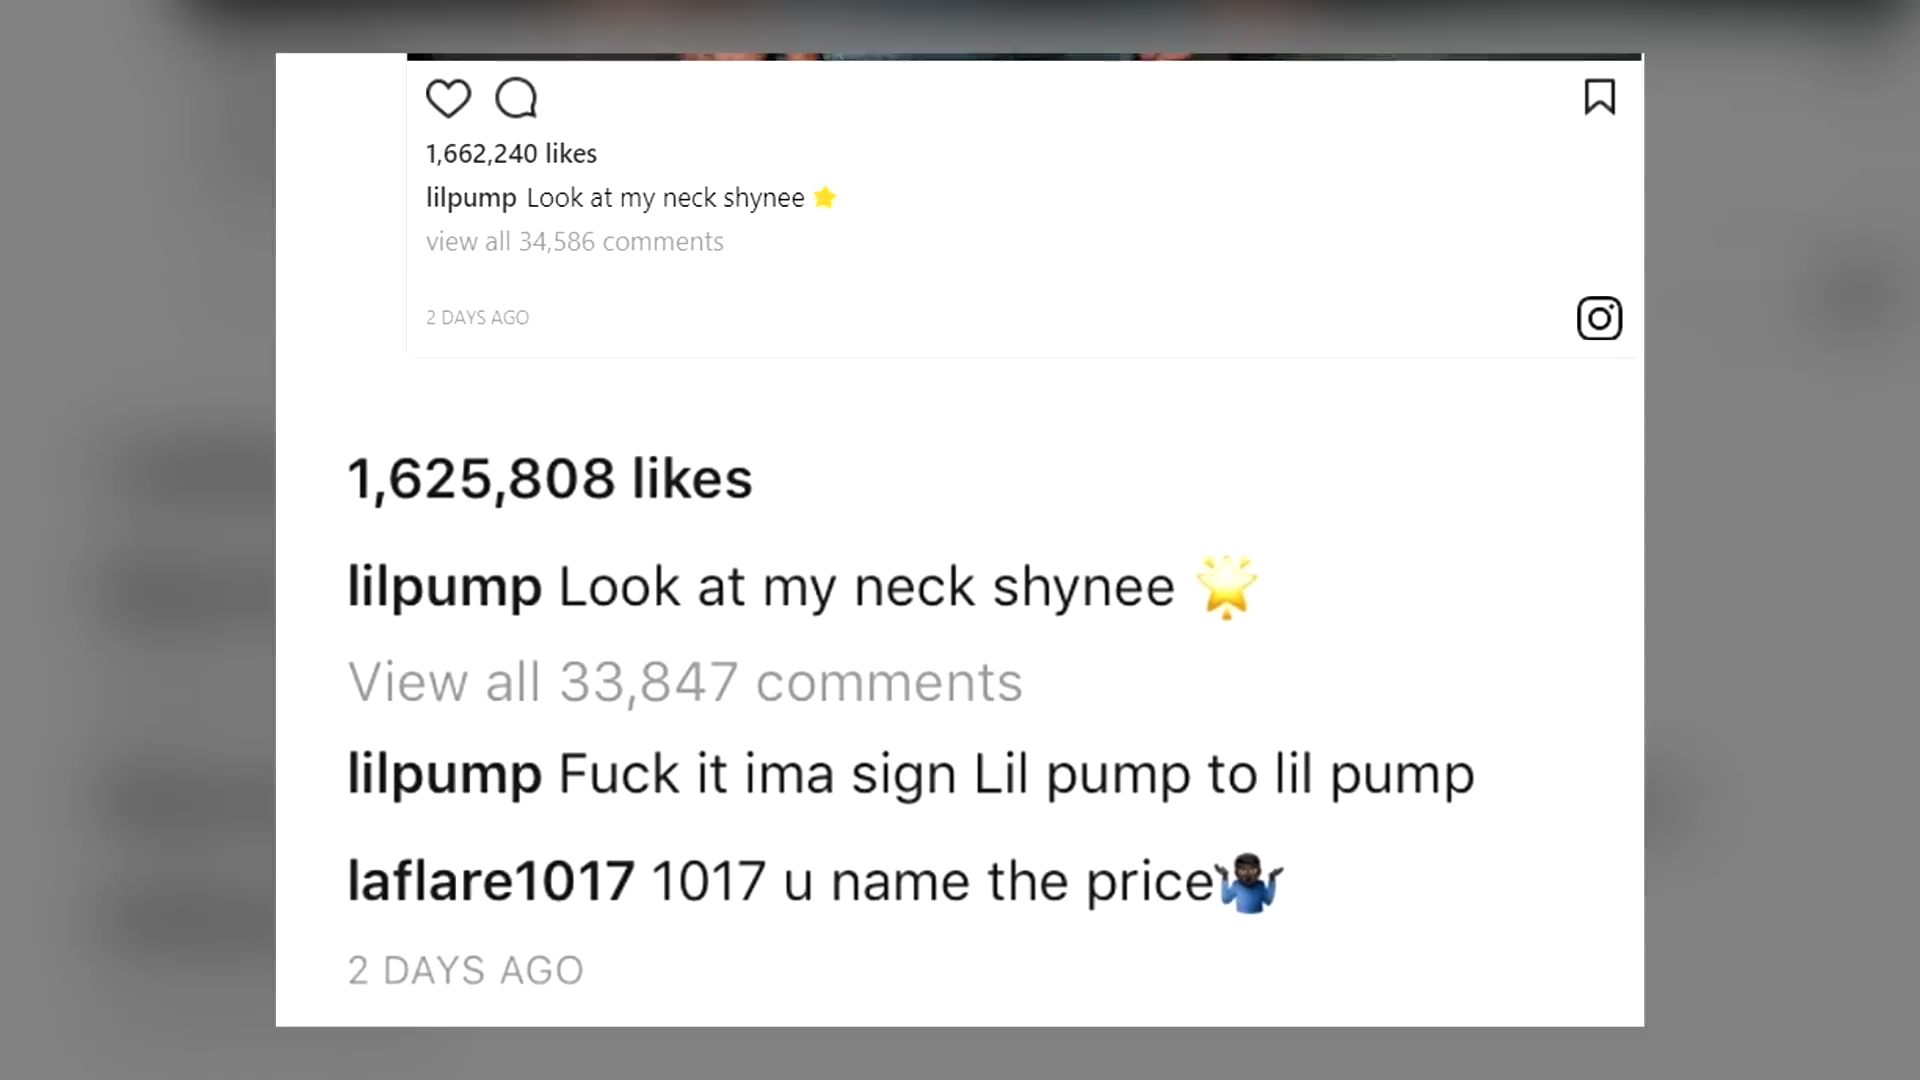 1,662,240 likes
lilpump Look at my neck shynee ⭐
view all 34,586 comments
2 DAYS AGO
1,625,808 likes
lilpump Look at my neck shynee 🌟
View all 33,847 comments
lilpump Fuck it ima sign Lil pump to lil pump
laflare1017 1017 u name the price🤷🏿‍♂️
2 DAYS AGO